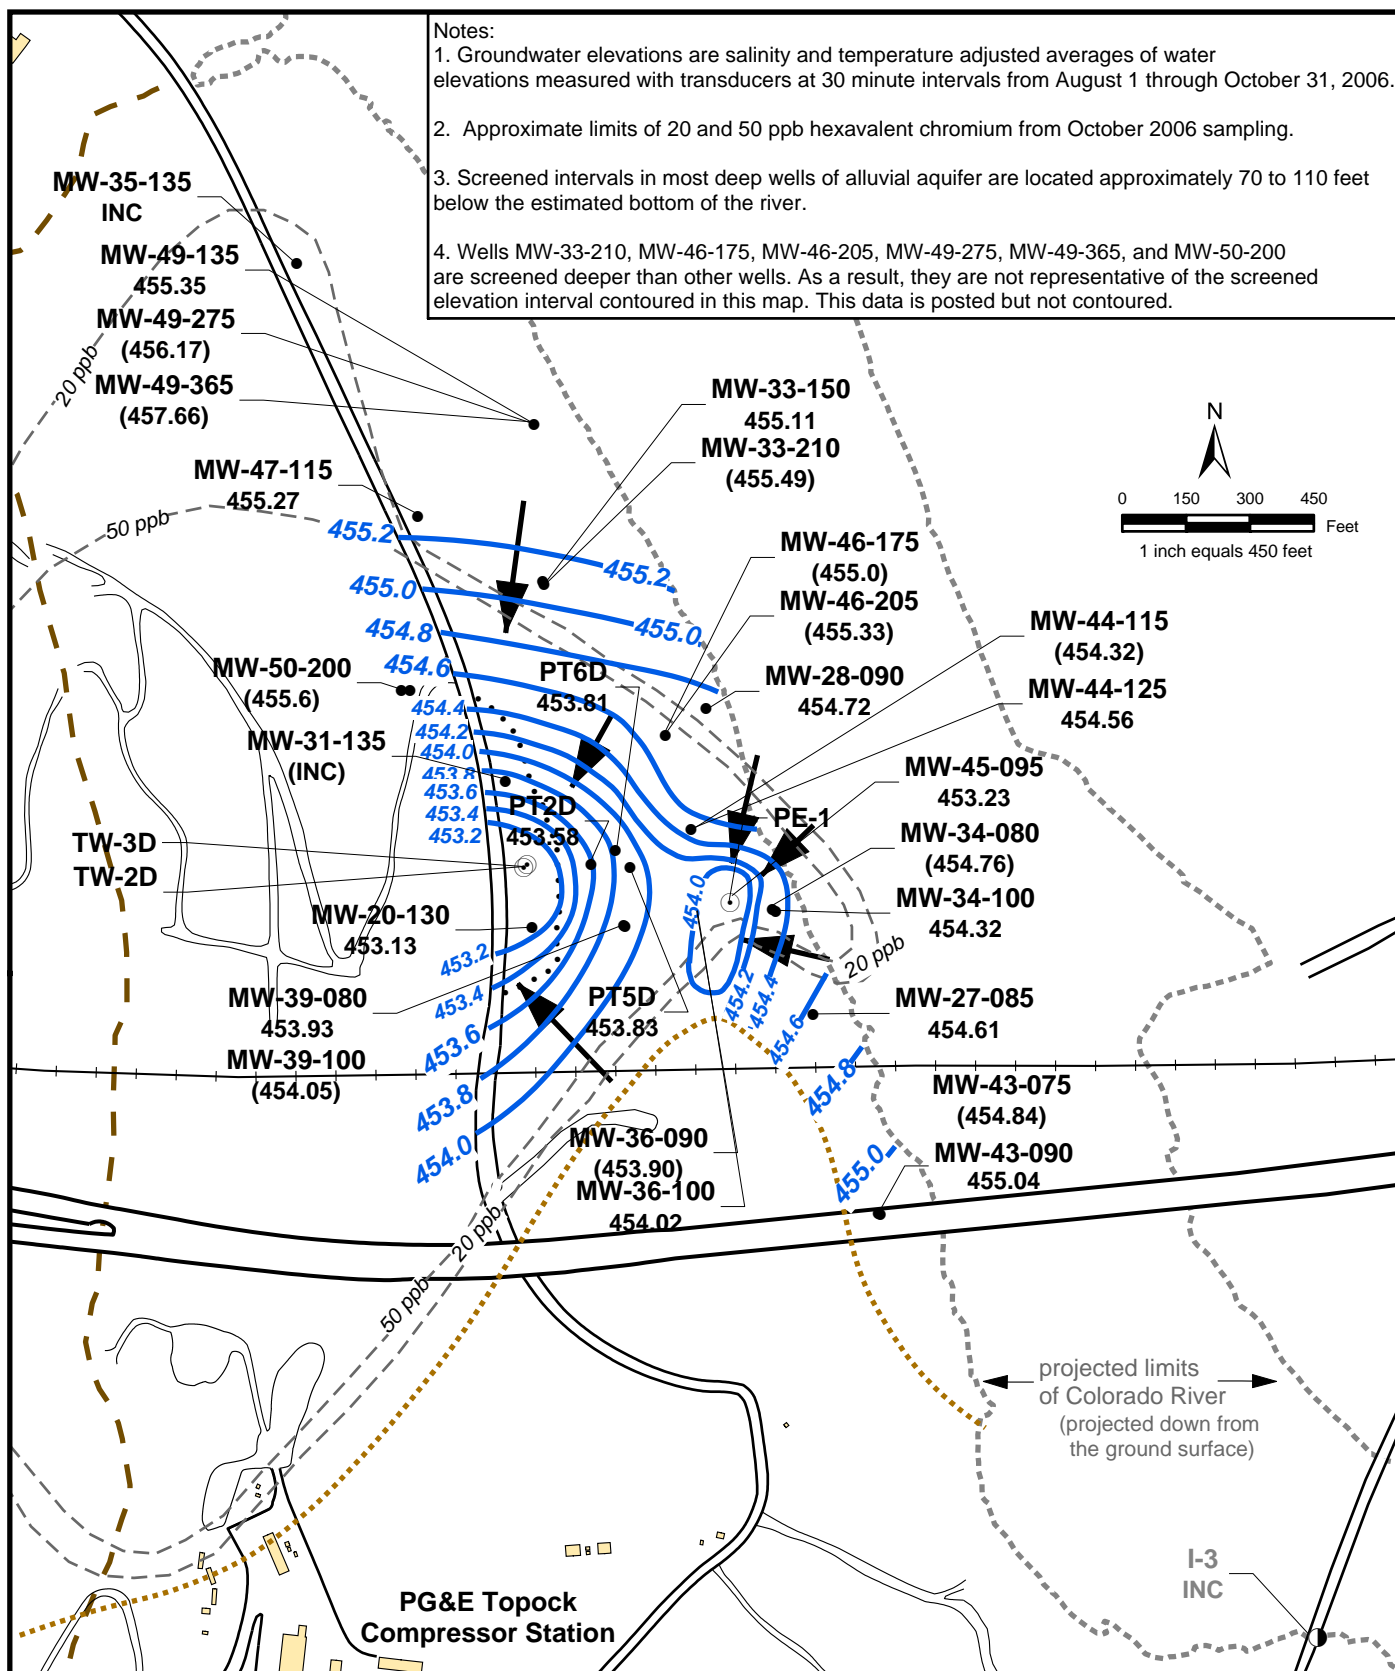 Notes:
1. Groundwater elevations are salinity and temperature adjusted averages of water
elevations measured with transducers at 30 minute intervals from August 1 through October 31, 2006.
2. Approximate limits of 20 and 50 ppb hexavalent chromium from October 2006 sampling.
3. Screened intervals in most deep wells of alluvial aquifer are located approximately 70 to 110 feet
below the estimated bottom of the river.
4. Wells MW-33-210, MW-46-175, MW-46-205, MW-49-275, MW-49-365, and MW-50-200
are screened deeper than other wells. As a result, they are not representative of the screened
elevation interval contoured in this map. This data is posted but not contoured.
MW-35-135
INC
MW-49-135
455.35
MW-49-275
(456.17)
MW-49-365
(457.66)
20 ppb
MW-33-150
455.11
MW-33-210
(455.49)
N
0 150 300 450
Feet
1 inch equals 450 feet
MW-47-115
455.27
50 ppb
455.2
455.2
455.0
455.0
454.8
454.6
454.4
454.2
454.0
453.8
453.6
453.4
453.2
MW-46-175
(455.0)
MW-46-205
(455.33)
MW-44-115
(454.32)
MW-44-125
454.56
MW-28-090
454.72
MW-50-200
(455.6)
PT6D
453.81
MW-31-135
(INC)
MW-45-095
453.23
PE-1
PT2D
453.58
MW-34-080
(454.76)
TW-3D
TW-2D
MW-34-100
454.32
454.0
MW-20-130
453.13
453.2
453.4
453.6
453.8
454.0
454.2
454.4
454.6
454.8
455.0
20 ppb
MW-39-080
453.93
MW-39-100
(454.05)
PT5D
453.83
MW-27-085
454.61
MW-43-075
(454.84)
MW-43-090
455.04
MW-36-090
(453.90)
MW-36-100
454.02
20 ppb
50 ppb
projected limits
of Colorado River
(projected down from
the ground surface)
I-3
INC
PG&E Topock
Compressor Station